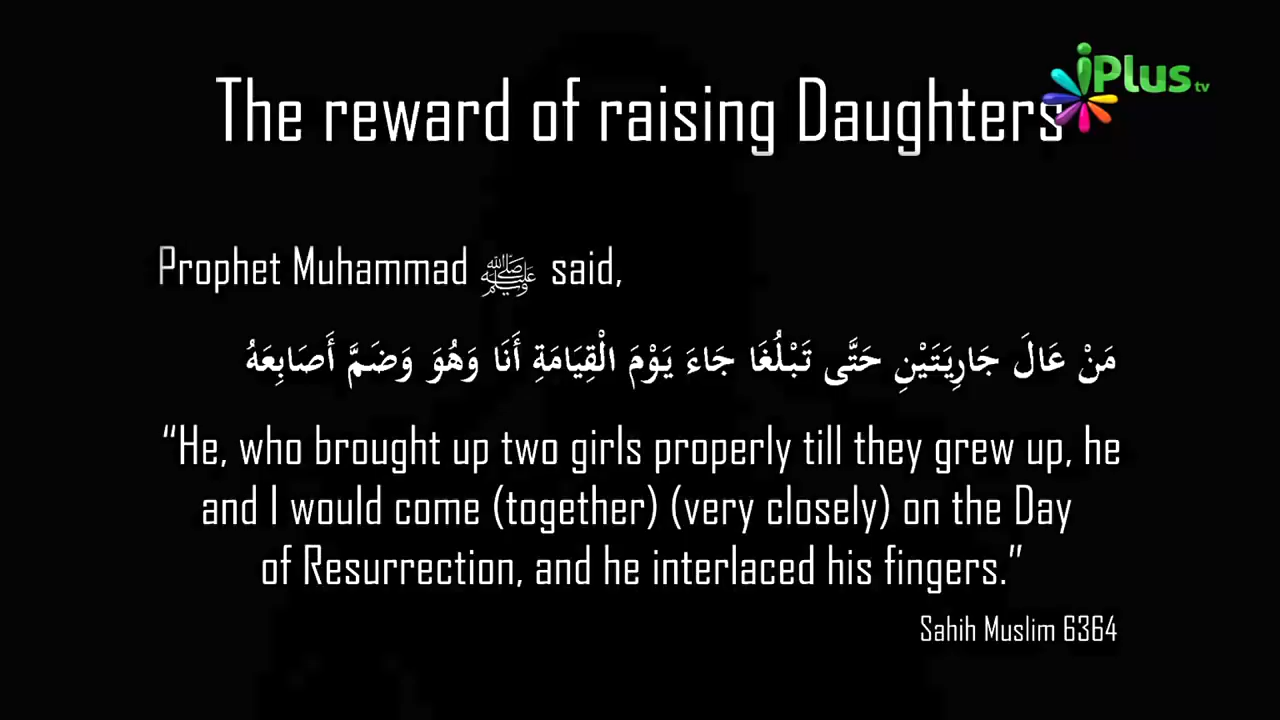 The reward of raising Daughters
iPlus tv
Prophet Muhammad ﷺ said,
مَنْ عَالَ جَارِيَتَيْنِ حَتَّى تَبْلُغَا جَاءَ يَوْمَ الْقِيَامَةِ أَنَا وَهُوَ وَضَمَّ أَصَابِعَهُ
“He, who brought up two girls properly till they grew up, he
and I would come (together) (very closely) on the Day
of Resurrection, and he interlaced his fingers.”
Sahih Muslim 6364